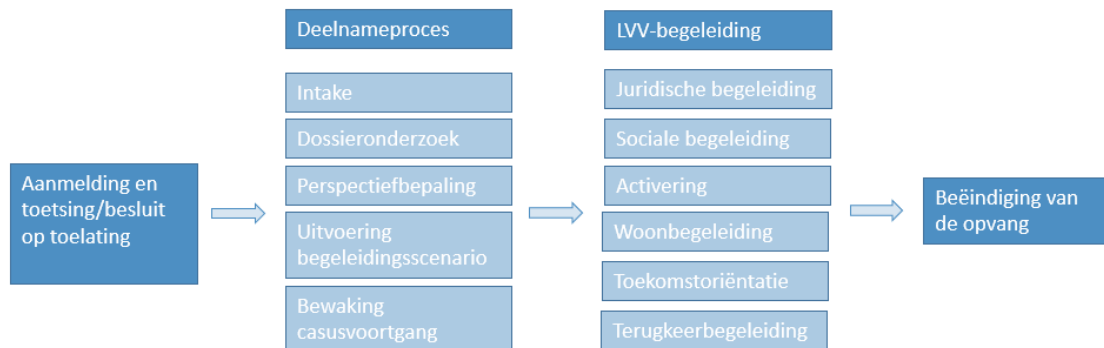 Aanmelding en
toetsing/besluit
op toelating
Deelnameproces
Intake
Dossieronderzoek
Perspectiefbepaling
Uitvoering
begeleidingsscenario
Bewaking
casusvoortgang
LVV-begeleiding
Juridische begeleiding
Sociale begeleiding
Activering
Woonbegeleiding
Toekomstoriëntatie
Terugkeerbegeleiding
Beëindiging van
de opvang